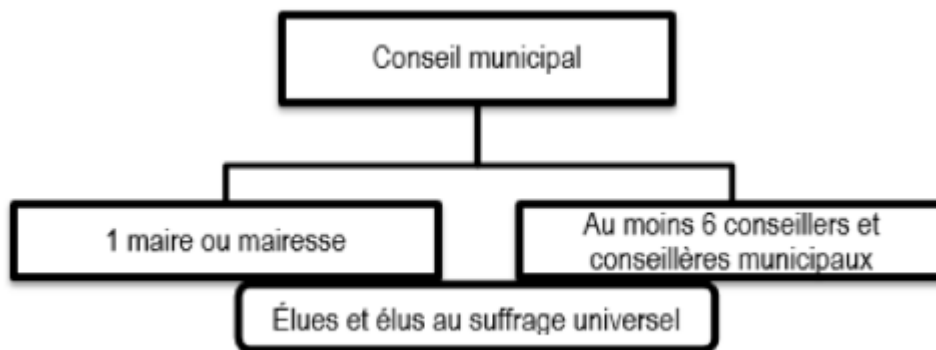 Conseil municipal
1 maire ou mairesse
Au moins 6 conseillers et
conseillères municipaux
Élues et élus au suffrage universel